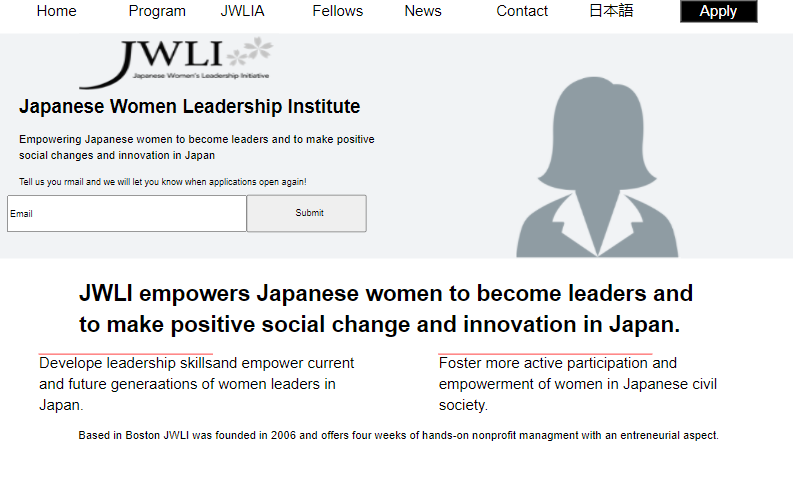 Home Program JWLIA Fellows News Contact 日本語 Apply
JWLI
Japanese Women's Leadership Initiative
Japanese Women Leadership Institute
Empowering Japanese women to become leaders and to make positive
social changes and innovation in Japan
Tell us you rmail and we will let you know when applications open again!
Email Submit
JWLI empowers Japanese women to become leaders and
to make positive social change and innovation in Japan.
Develope leadership skillsand empower current
and future generaations of women leaders in
Japan.
Foster more active participation and
empowerment of women in Japanese civil
society.
Based in Boston JWLI was founded in 2006 and offers four weeks of hands-on nonprofit managment with an entreneurial aspect.